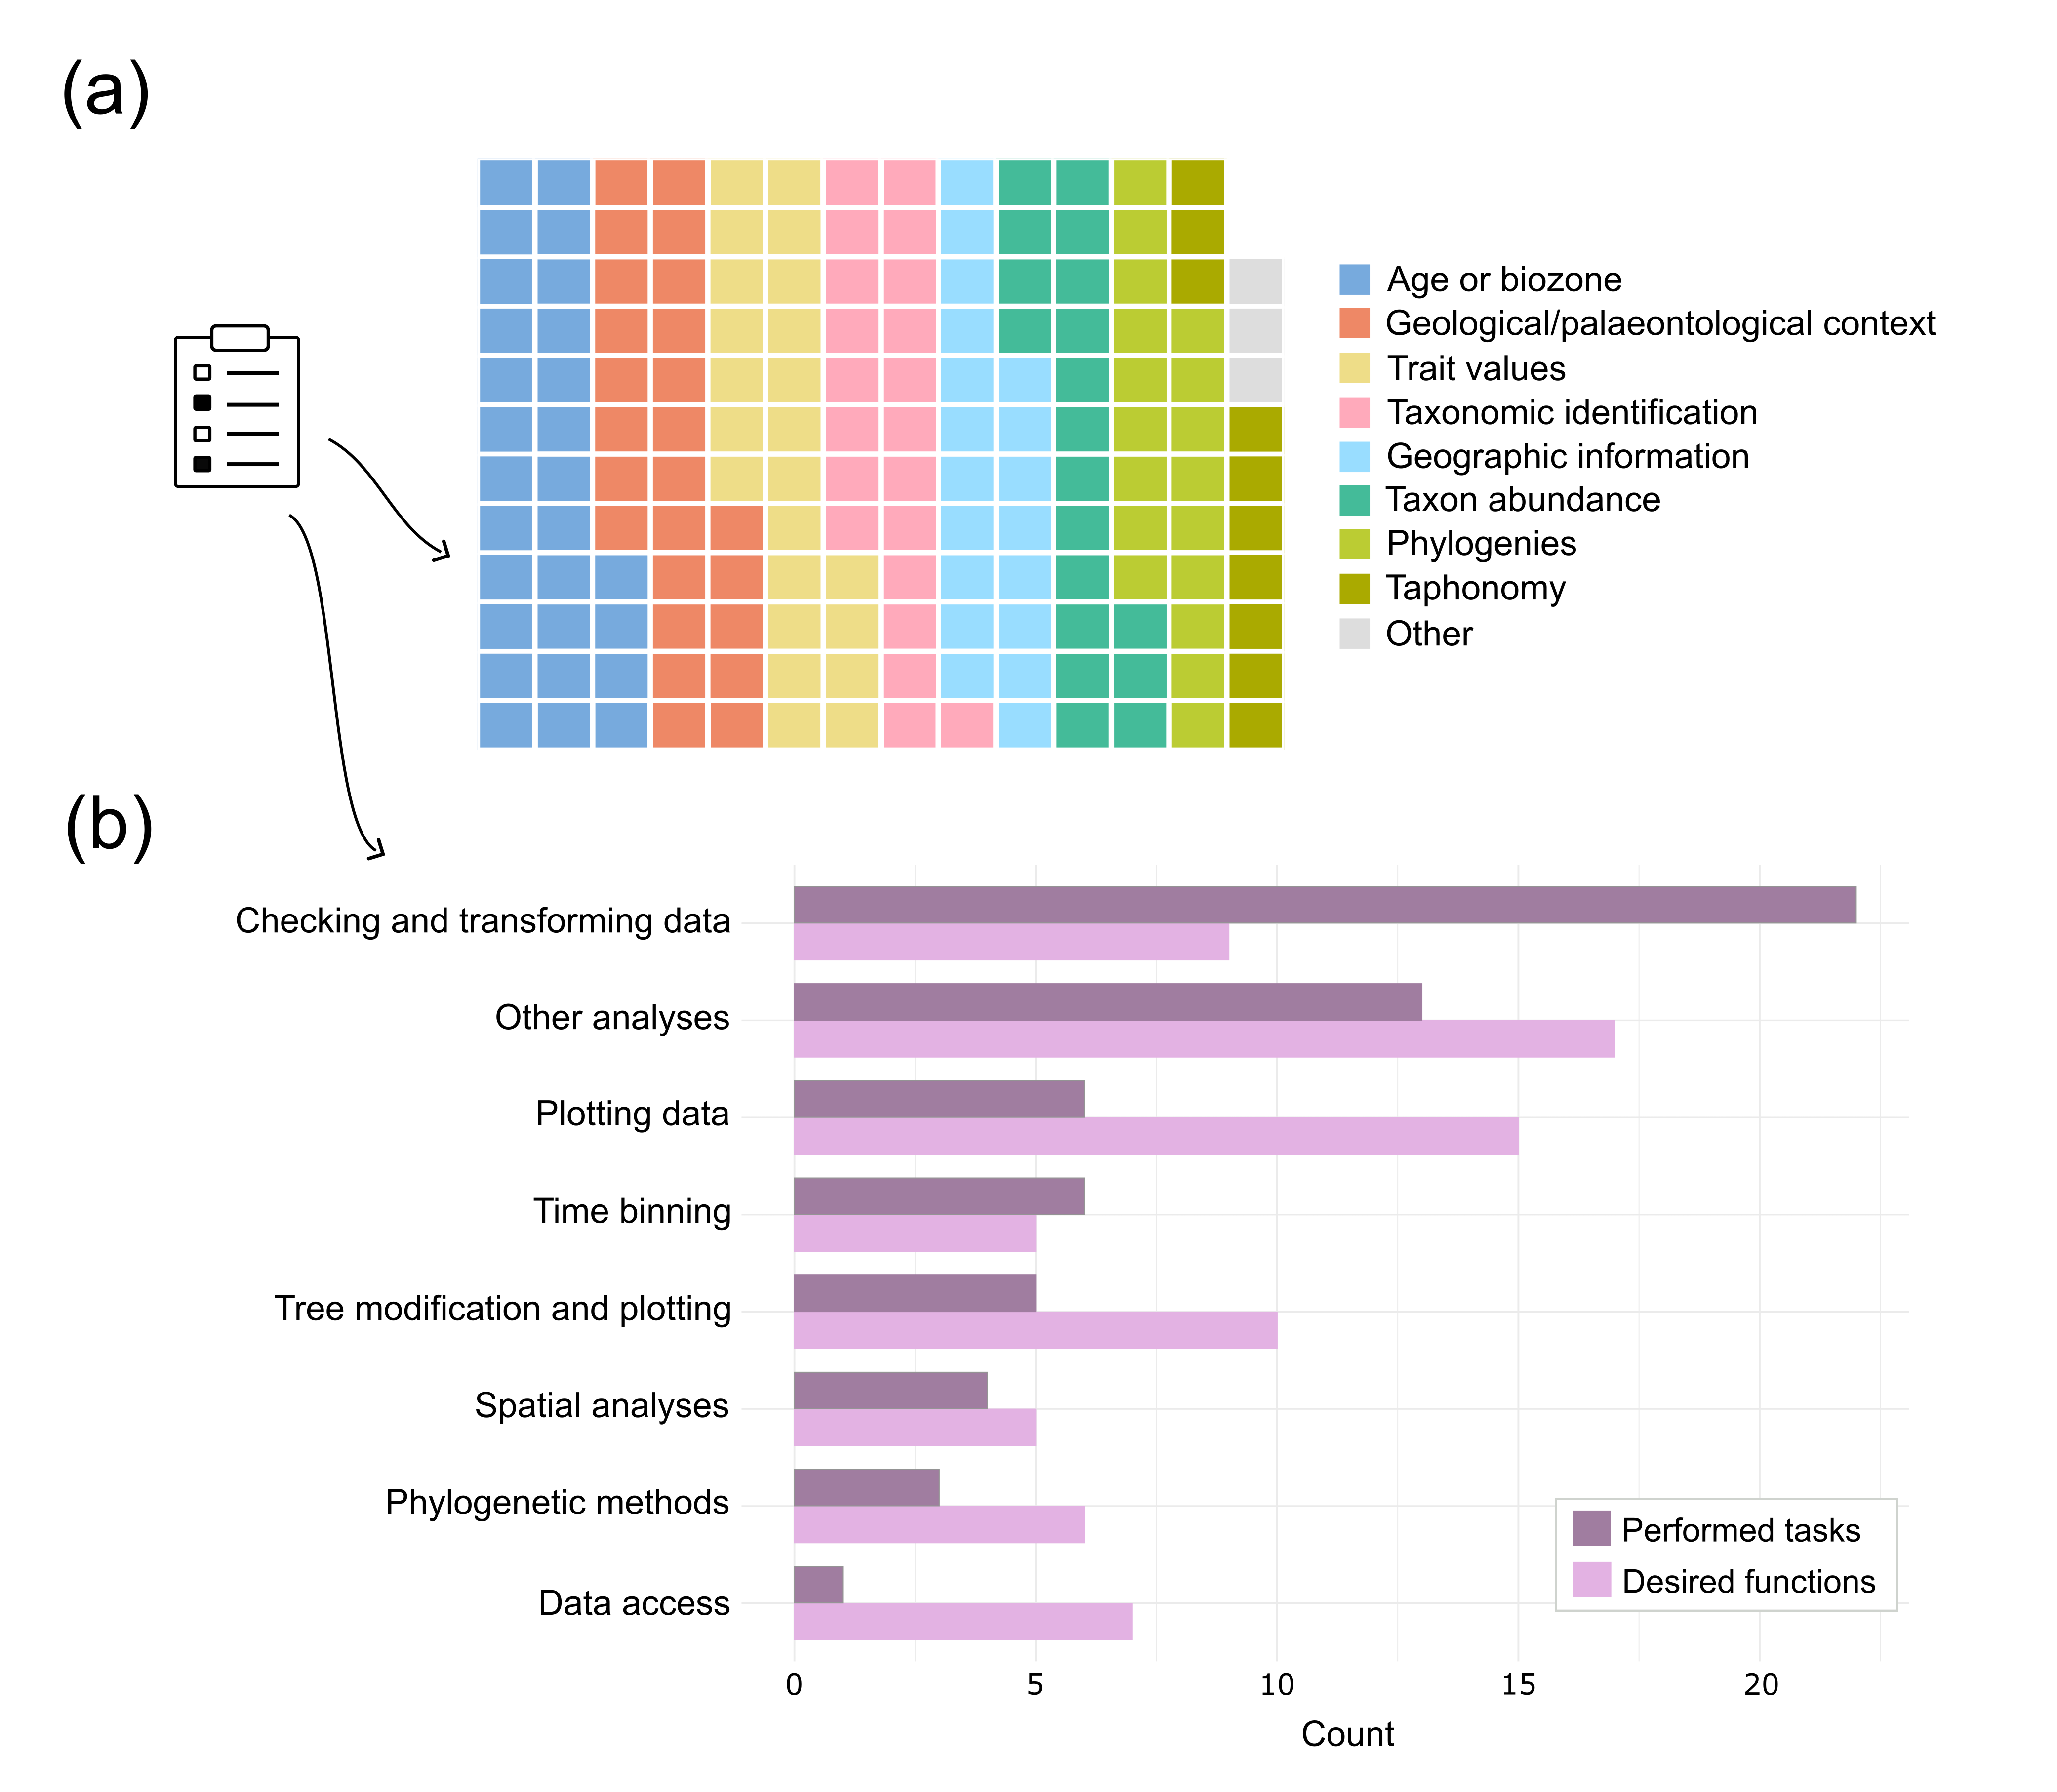 (a)
Age or biozone
Geological/palaeontological context
Trait values
Taxonomic identification
Geographic information
Taxon abundance
Phylogenies
Taphonomy
Other
(b)
Checking and transforming data
Other analyses
Plotting data
Time binning
Tree modification and plotting
Spatial analyses
Phylogenetic methods
Data access
Performed tasks
Desired functions
0 5 10 15 20
Count